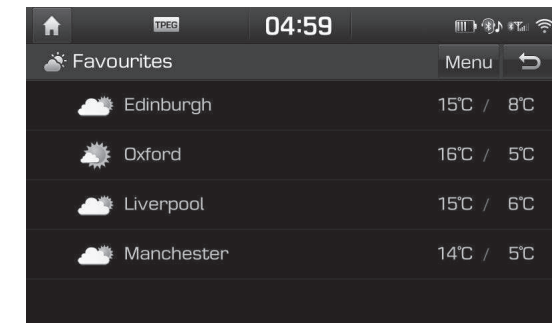 TPEG 04:59
Favourites Menu
Edinburgh 15°C / 8°C
Oxford 16°C / 5°C
Liverpool 15°C / 6°C
Manchester 14°C / 5°C